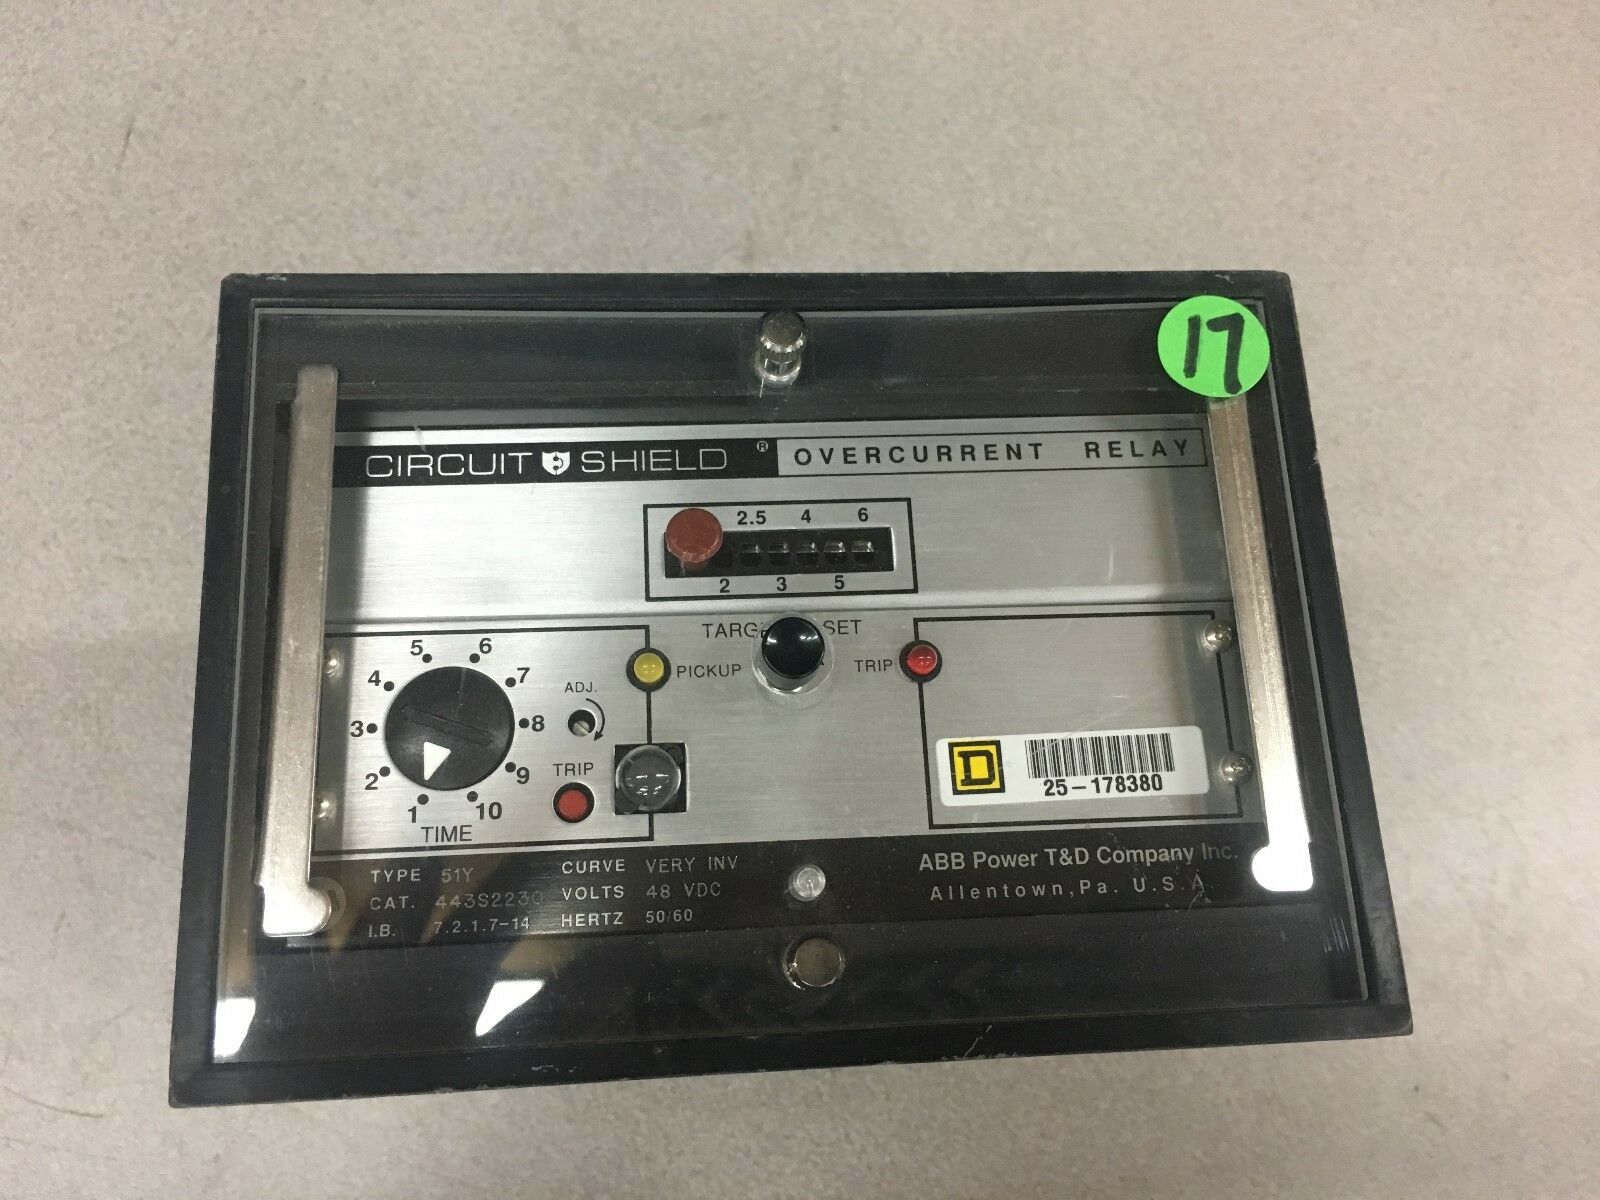 17
CIRCUIT SHIELD ® OVERCURRENT RELAY
2.5 4 6
2 3 5
TARG SET
PICKUP
TRIP
5 6
4 7
3 8
2 9
1 10
TIME
ADJ.
TRIP
D
25-178380
TYPE 51Y
CAT. 443S2230
I.B. 7.2.1.7-14
CURVE VERY INV
VOLTS 48 VDC
HERTZ 50/60
ABB Power T&D Company Inc.
Allentown, Pa. U.S.A